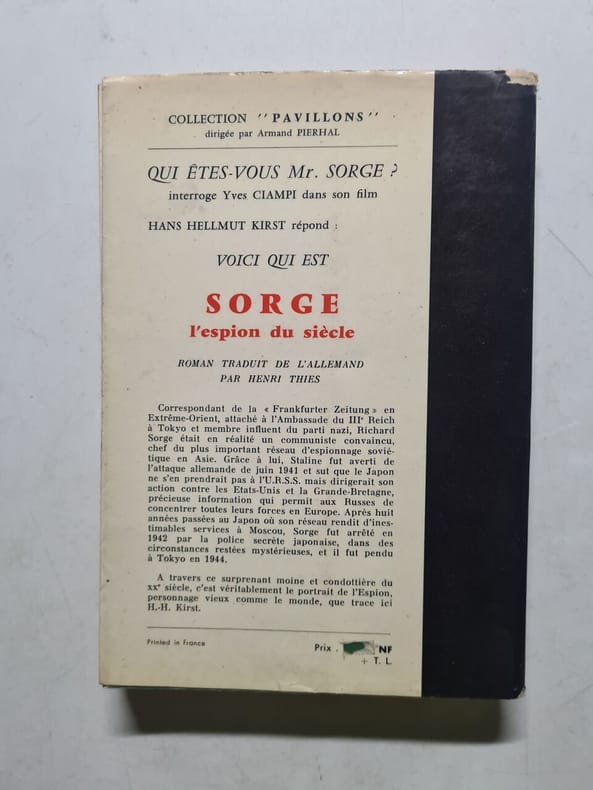 COLLECTION "PAVILLONS"
dirigée par Armand PIERHAL
QUI ÊTES-VOUS Mr. SORGE ?
interroge Yves CIAMPI dans son film
HANS HELLMUT KIRST répond :
VOICI QUI EST
SORGE
l'espion du siècle
ROMAN TRADUIT DE L'ALLEMAND
PAR HENRI THIES
Correspondant de la « Frankfurter Zeitung » en
Extrême-Orient, attaché à l'Ambassade du IIIe Reich
à Tokyo et membre influent du parti nazi, Richard
Sorge était en réalité un communiste convaincu,
chef du plus important réseau d'espionnage sovié-
tique en Asie. Grâce à lui, Staline fut averti de
l'attaque allemande de juin 1941 et sut que le Japon
ne s'en prendrait pas à l'U.R.S.S. mais dirigerait son
action contre les Etats-Unis et la Grande-Bretagne,
précieuse information qui permit aux Russes de
concentrer toutes leurs forces en Europe. Après huit
années passées au Japon où son réseau rendit d'ines-
timables services à Moscou, Sorge fut arrêté en
1942 par la police secrète japonaise, dans des
circonstances restées mystérieuses, et il fut pendu
à Tokyo en 1944.
A travers ce surprenant moine et condottière du
XXe siècle, c'est véritablement le portrait de l'Espion,
personnage vieux comme le monde, que trace ici
H.-H. Kirst.
Printed in France
Prix : NF
+ T. L.